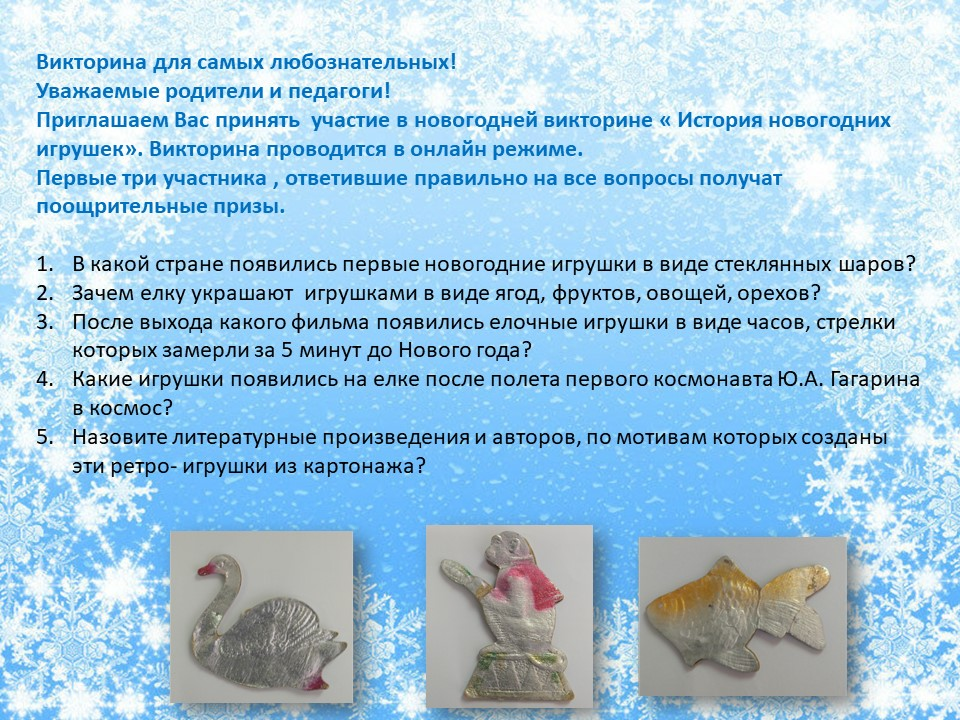 Викторина для самых любознательных!
Уважаемые родители и педагоги!
Приглашаем Вас принять  участие в новогодней викторине « История новогодних
игрушек». Викторина проводится в онлайн режиме.
Первые три участника , ответившие правильно на все вопросы получат
поощрительные призы.
1. В какой стране появились первые новогодние игрушки в виде стеклянных шаров?
2. Зачем елку украшают  игрушками в виде ягод, фруктов, овощей, орехов?
3. После выхода какого фильма появились елочные игрушки в виде часов, стрелки
которых замерли за 5 минут до Нового года?
4. Какие игрушки появились на елке после полета первого космонавта Ю.А. Гагарина
в космос?
5. Назовите литературные произведения и авторов, по мотивам которых созданы
эти ретро- игрушки из картонажа?